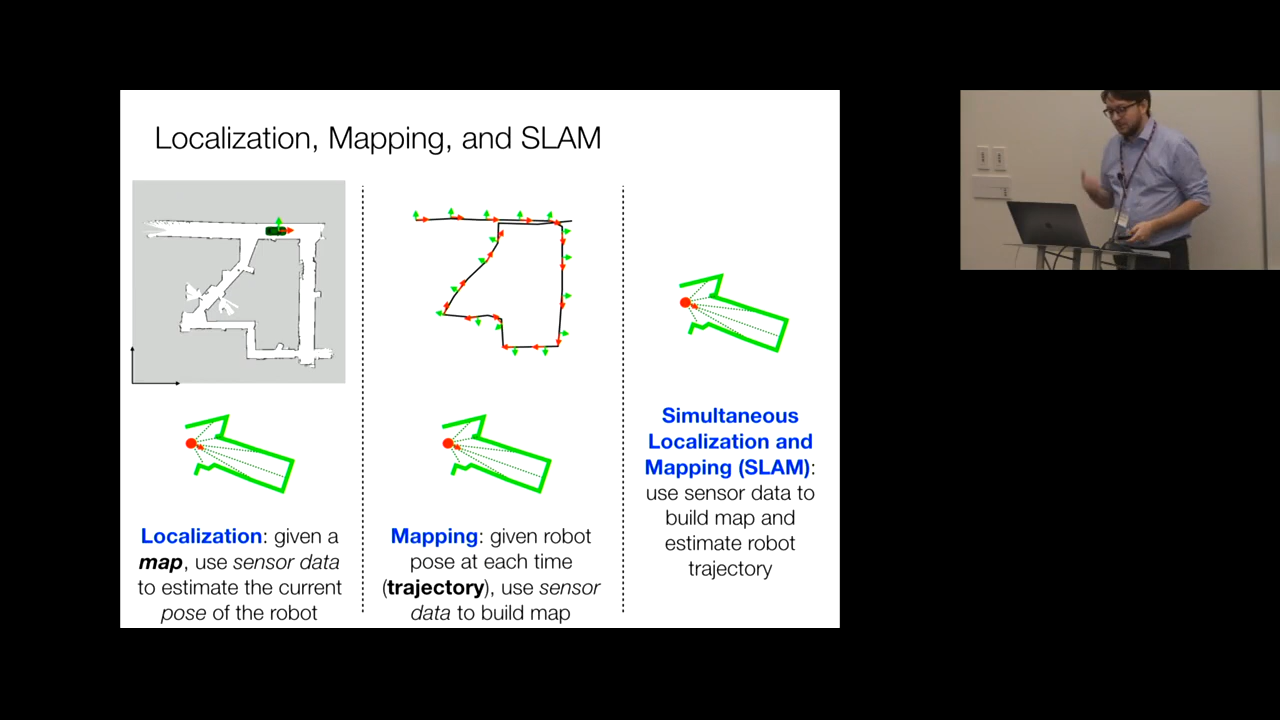 Localization, Mapping, and SLAM
Localization: given a
map, use sensor data
to estimate the current
pose of the robot
Mapping: given robot
pose at each time
(trajectory), use sensor
data to build map
Simultaneous
Localization and
Mapping (SLAM):
use sensor data to
build map and
estimate robot
trajectory